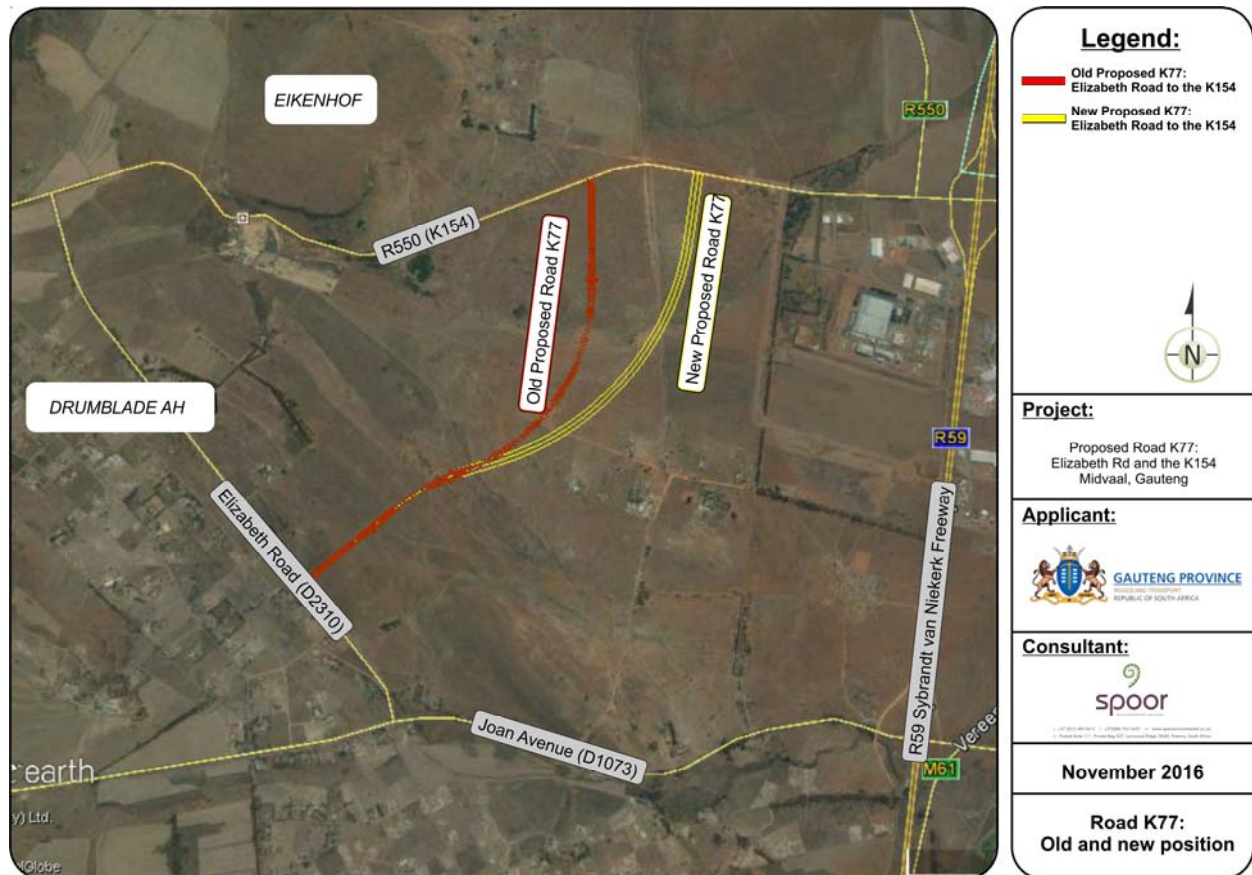 EIKENHOF
R550
R550 (K154)
Old Proposed Road K77
New Proposed Road K77
DRUMBLADE AH
R59
Elizabeth Road (D2310)
R59 Sybrandt van Niekerk Freeway
Joan Avenue (D1073)
M61
earth
y) Ltd.
lGlobe
Legend:
Old Proposed K77:
Elizabeth Road to the K154
New Proposed K77:
Elizabeth Road to the K154
N
Project:
Proposed Road K77:
Elizabeth Rd and the K154
Midvaal, Gauteng
Applicant:
GAUTENG PROVINCE
ROADS AND TRANSPORT
REPUBLIC OF SOUTH AFRICA
Consultant:
spoor
November 2016
Road K77:
Old and new position